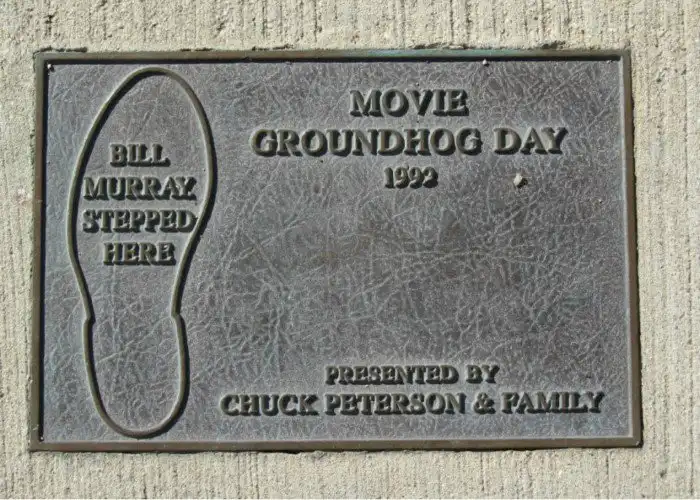 BILL
MURRAY
STEPPED
HERE
MOVIE
GROUNDHOG DAY
1992
PRESENTED BY
CHUCK PETERSON & FAMILY